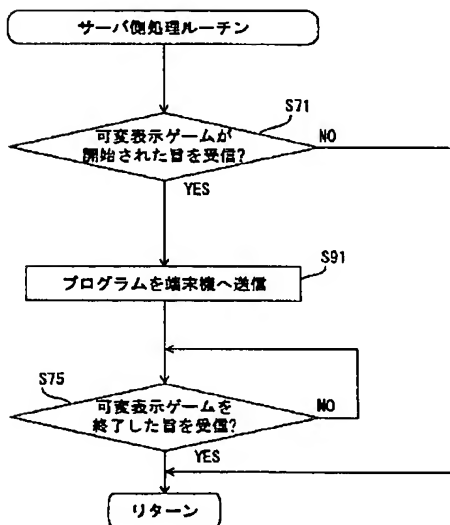 サーバ側処理ルーチン
S71
可変表示ゲームが
開始された旨を受信?
NO
YES
S91
プログラムを端末機へ送信
S75
可変表示ゲームを
終了した旨を受信?
NO
YES
リターン